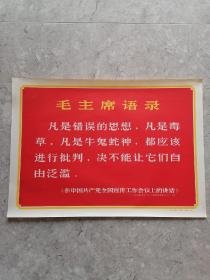 毛主席语录
凡是错误的思想，凡是毒
草，凡是牛鬼蛇神，都应该
进行批判，决不能让它们自
由泛滥。
《在中国共产党全国宣传工作会议上的讲话》